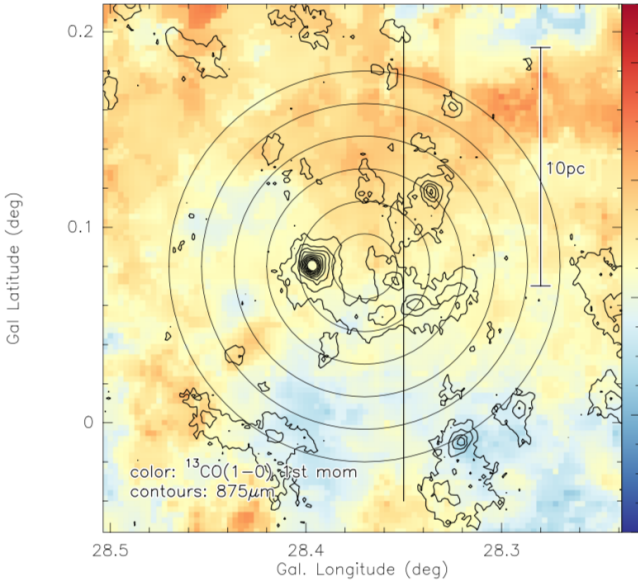 0.2
10pc
0.1
Gal Latitude (deg)
0
color: ¹³CO(1−0) 1st mom
contours: 875μm
28.5
28.4
28.3
Gal. Longitude (deg)